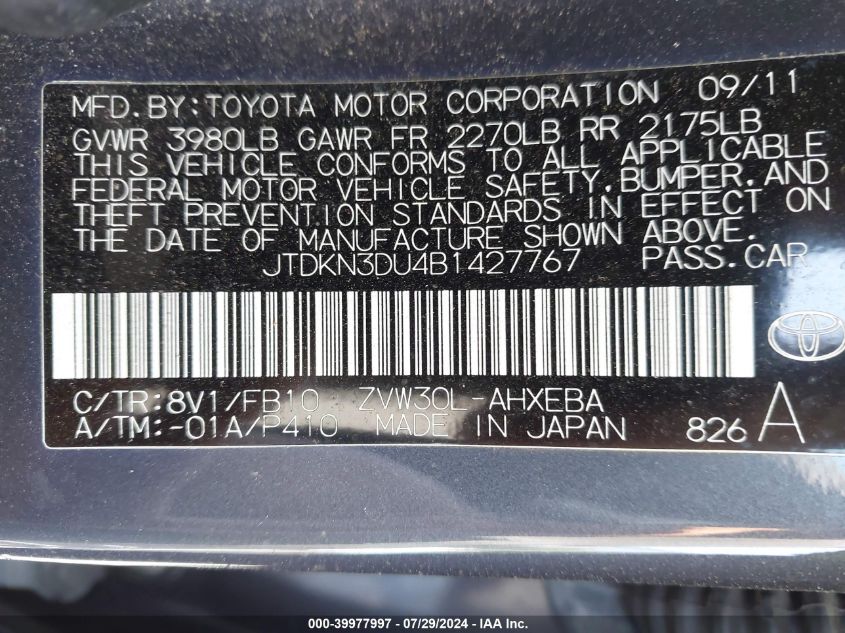 MFD.BY:TOYOTA MOTOR CORPORATION 09/11
GVWR 3980LB GAWR FR 2270LB RR 2175LB
THIS VEHICLE CONFORMS TO ALL APPLICABLE
FEDERAL MOTOR VEHICLE SAFETY,BUMPER,AND
THEFT PREVENTION STANDARDS IN EFFECT ON
THE DATE OF MANUFACTURE SHOWN ABOVE.
JTDKN3DU4B1427767 PASS.CAR
C/TR:8V1/FB10 ZVW30L-AHXEBA
A/TM:-01A/P410 MADE IN JAPAN 826 A
000-39977997 / 07/29/2024 - IAA Inc.